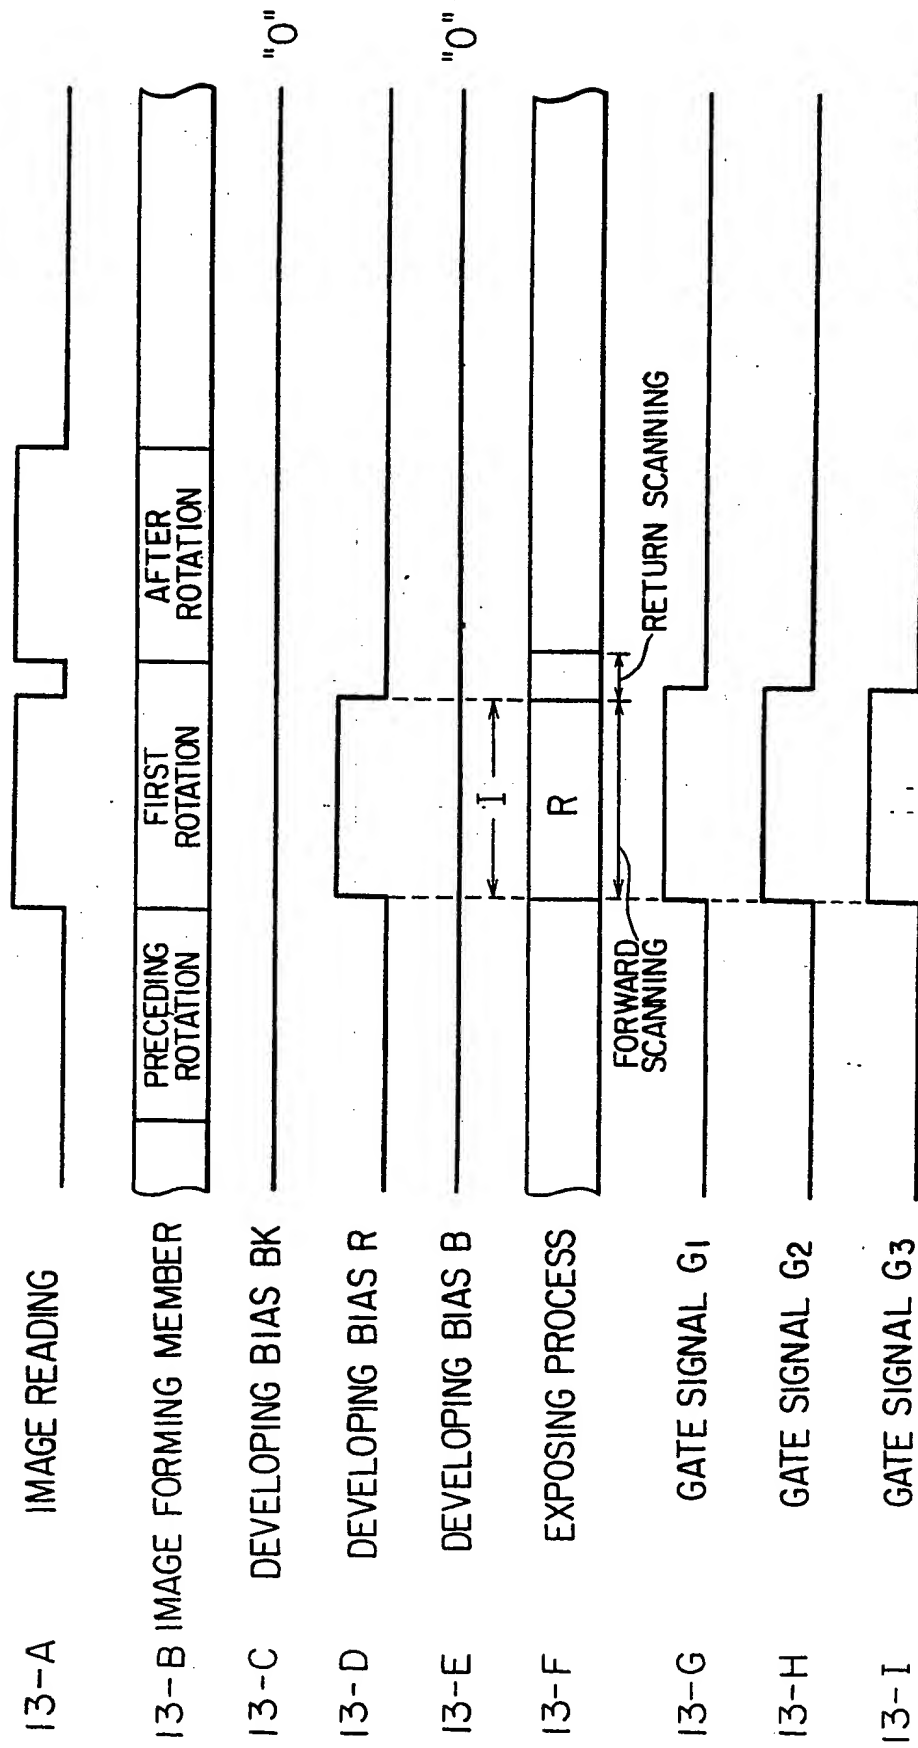 13-A IMAGE READING
13-B IMAGE FORMING MEMBER
PRECEDING
ROTATION
FIRST
ROTATION
AFTER
ROTATION
13-C DEVELOPING BIAS BK
"0"
13-D DEVELOPING BIAS R
13-E DEVELOPING BIAS B
"0"
I
13-F EXPOSING PROCESS
R
FORWARD
SCANNING
RETURN SCANNING
13-G GATE SIGNAL G1
13-H GATE SIGNAL G2
13-I GATE SIGNAL G3